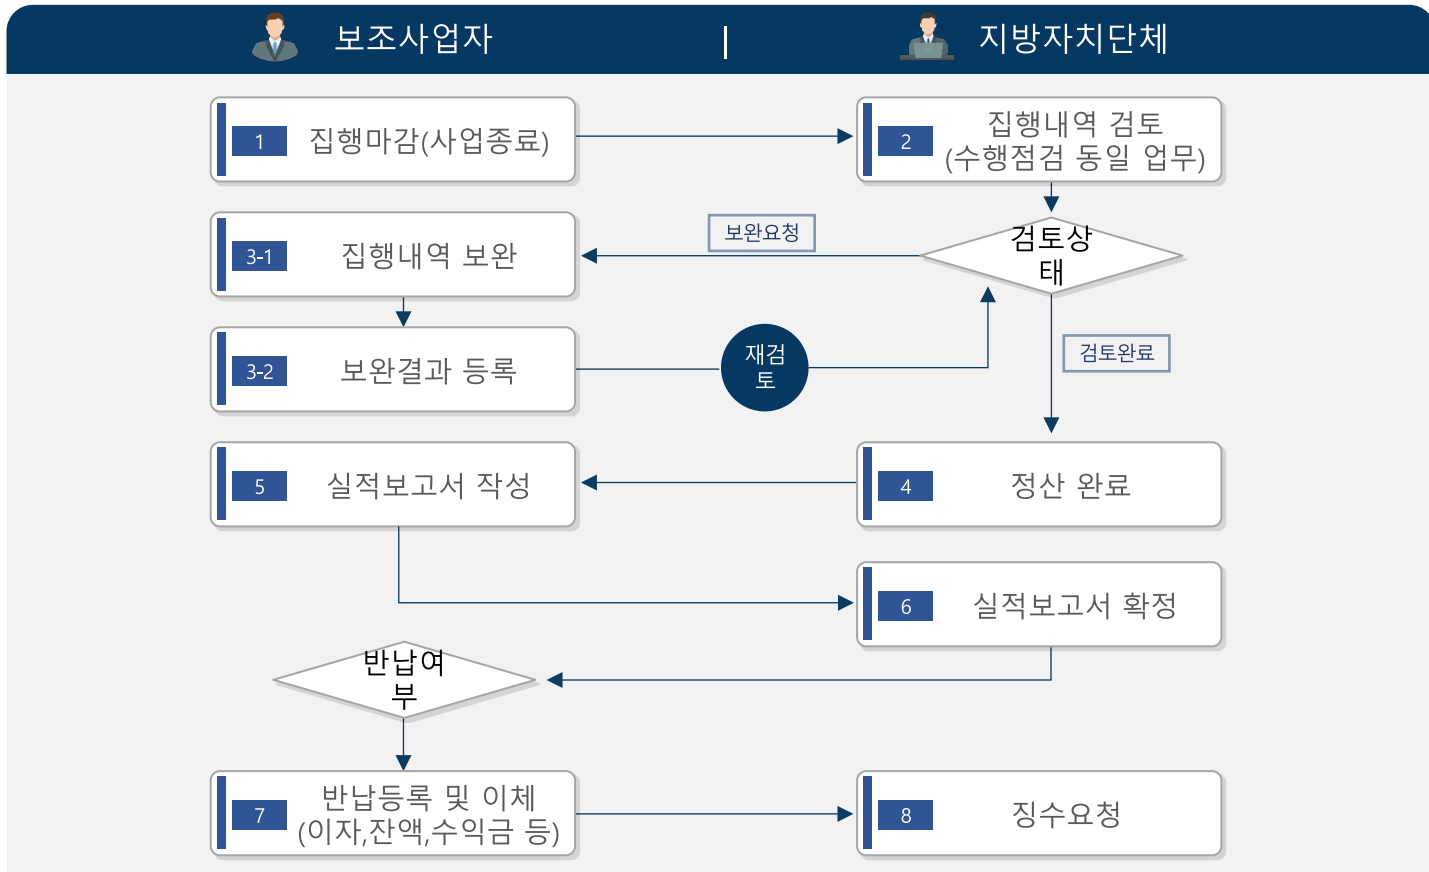 보조사업자 | 지방자치단체
1 집행마감(사업종료)
2 집행내역 검토
(수행점검 동일 업무)
보완요청
검토상
태
3-1 집행내역 보완
3-2 보완결과 등록
재검
토
검토완료
5 실적보고서 작성
4 정산 완료
6 실적보고서 확정
반납여
부
7 반납등록 및 이체
(이자,잔액,수익금 등)
8 징수요청